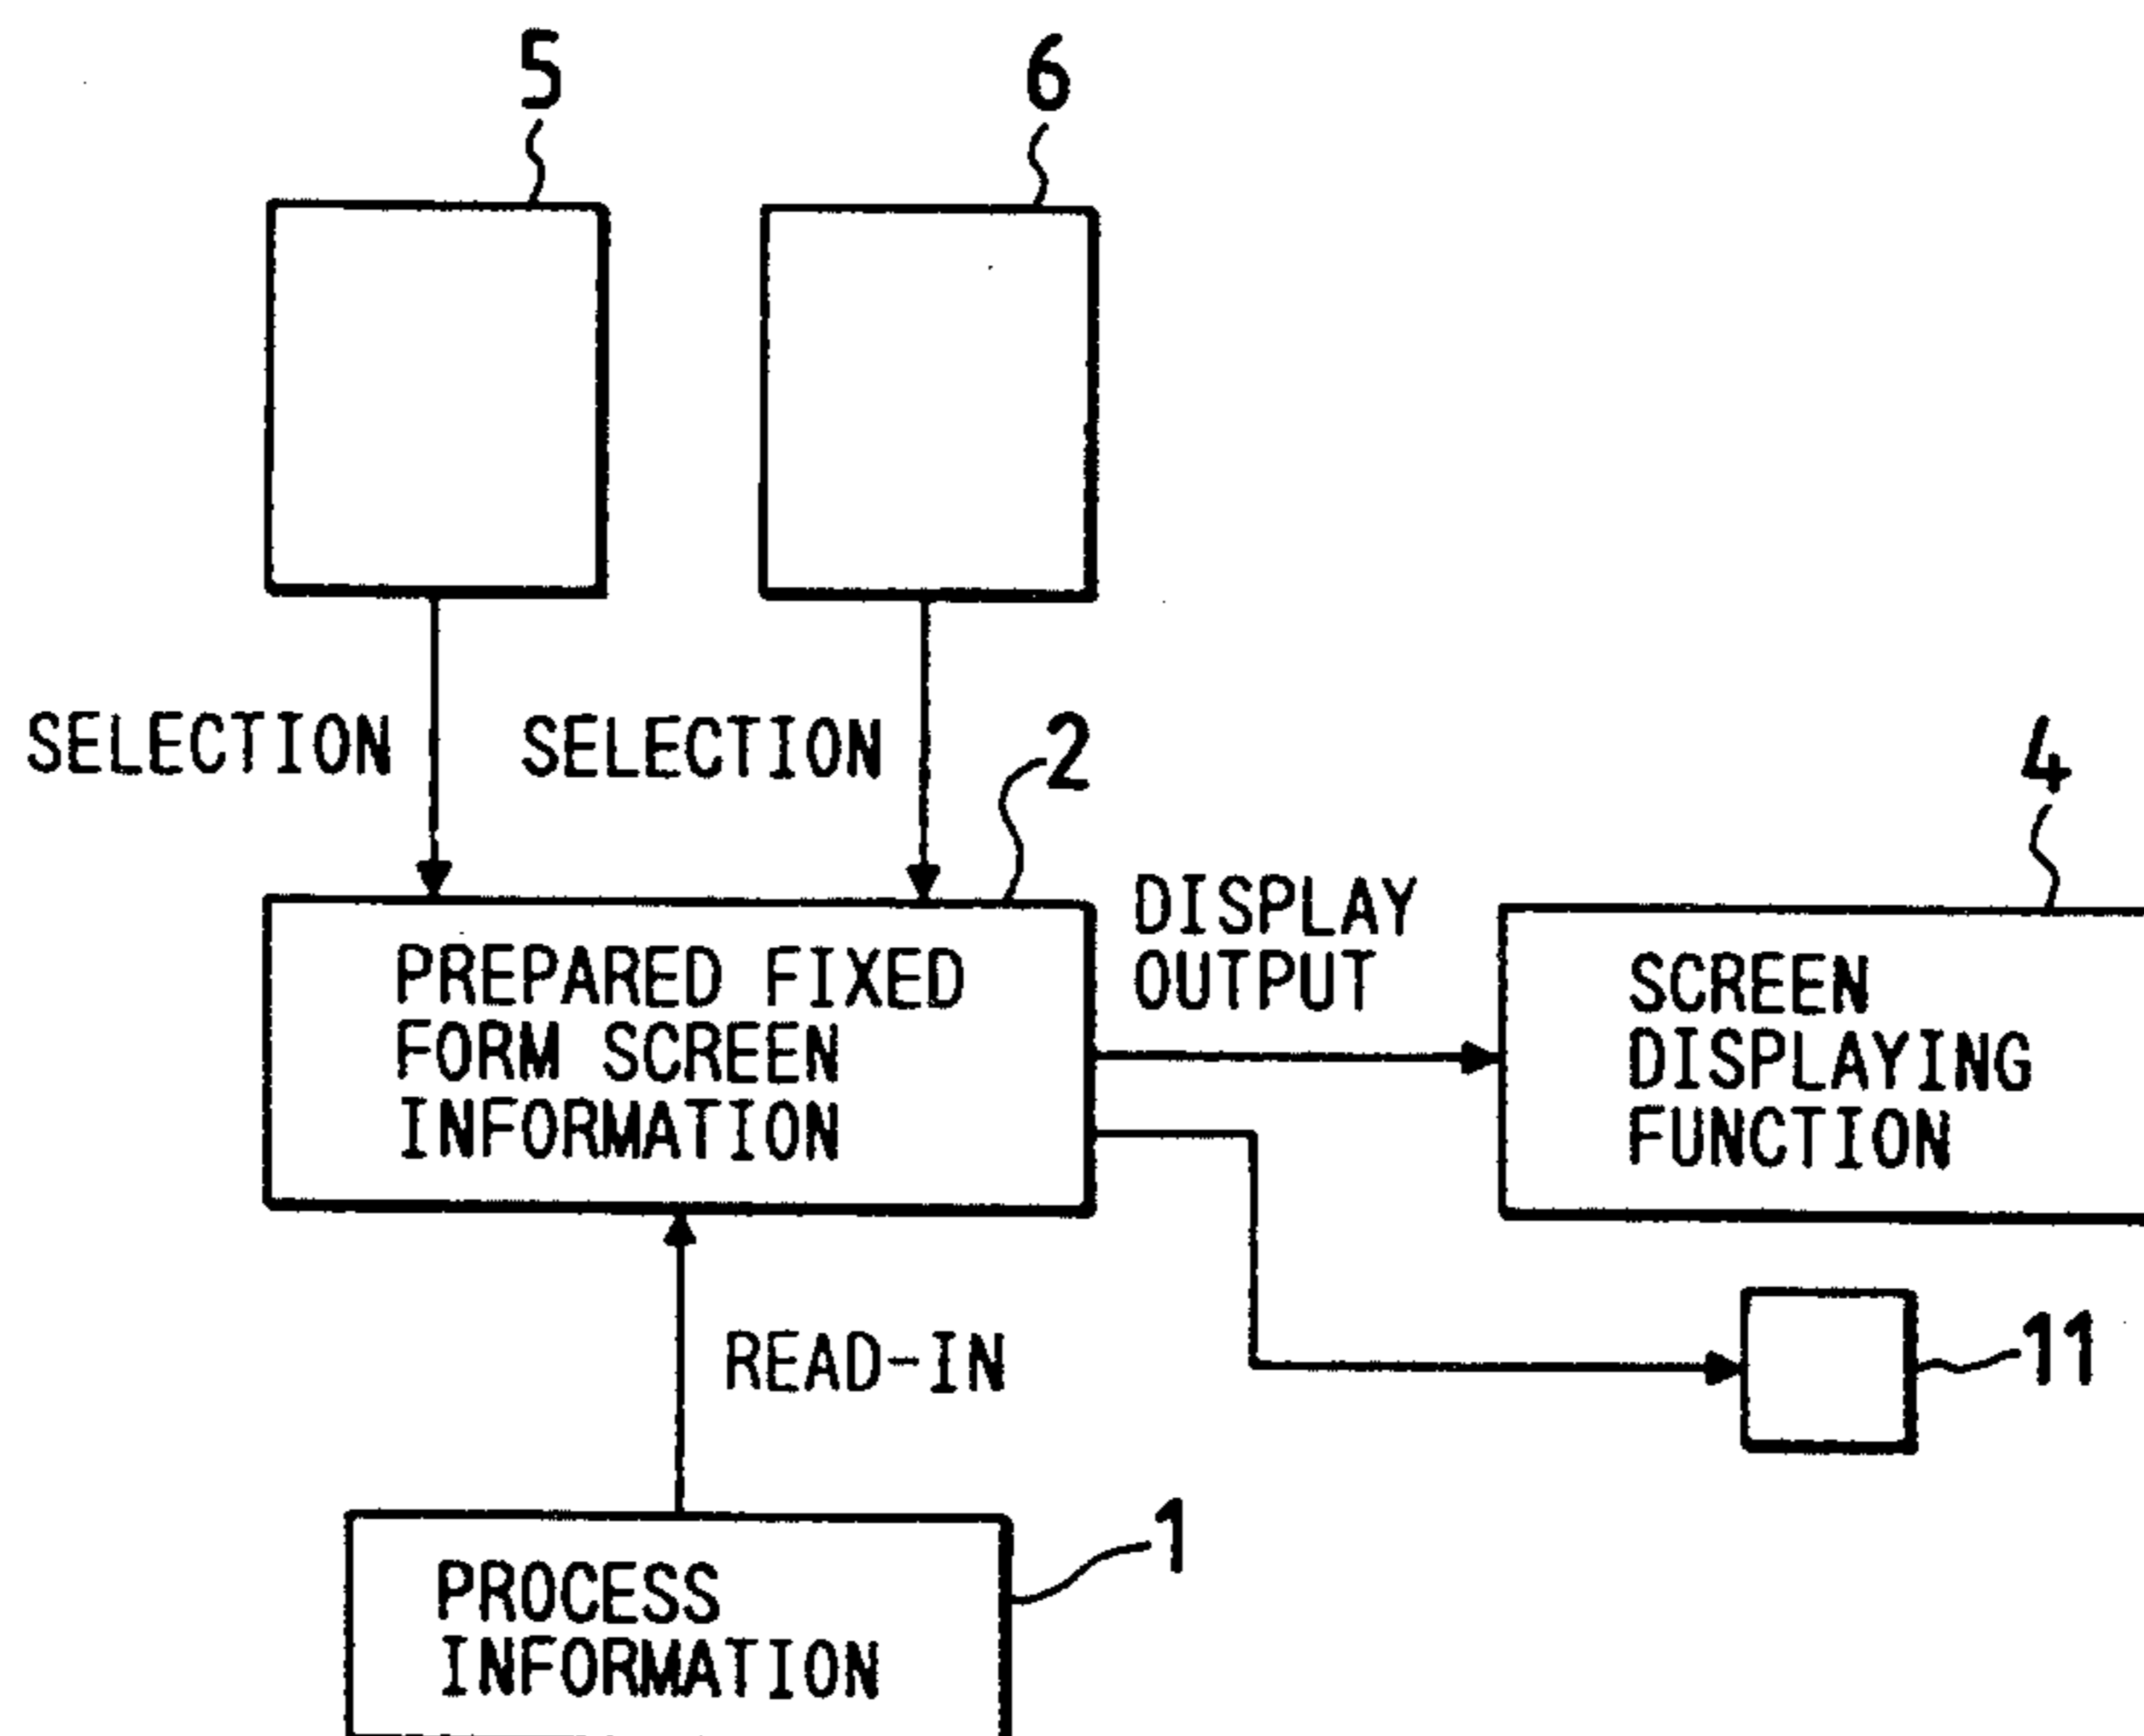 5
6
SELECTION
SELECTION
2
4
DISPLAY
OUTPUT
PREPARED FIXED
FORM SCREEN
INFORMATION
SCREEN
DISPLAYING
FUNCTION
READ-IN
11
1
PROCESS
INFORMATION